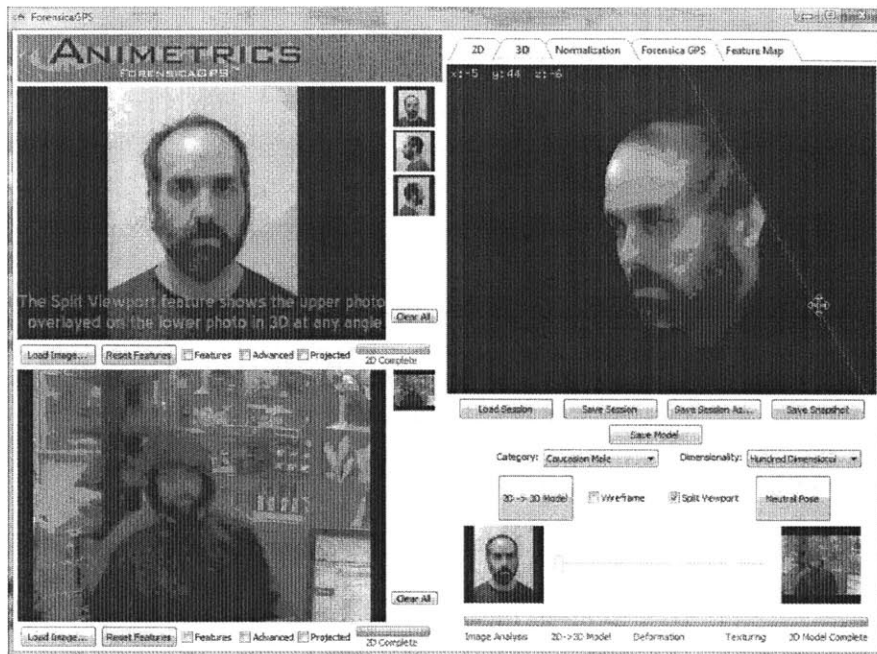 ForensicaGPS
ANIMETRICS
FORENSICAGPS
2D 3D Normalization Forensica GPS Feature Map
x:-5 y:44 z:-6
The Split Viewport feature shows the upper photo
overlayed on the lower photo in 3D at any angle
Clear All
Load Image... Reset Features Features Advanced Projected 2D Complete
Load Session Save Session Save Session As... Save Snapshot
Save Model
Category: Caucasian Male Dimensionality: Hundred Dimensional
2D -> 3D Model Wireframe Split Viewport Neutral Pose
Clear All
Load Image... Reset Features Features Advanced Projected 2D Complete
Image Analysis 2D->3D Model Deformation Texturing 3D Model Complete